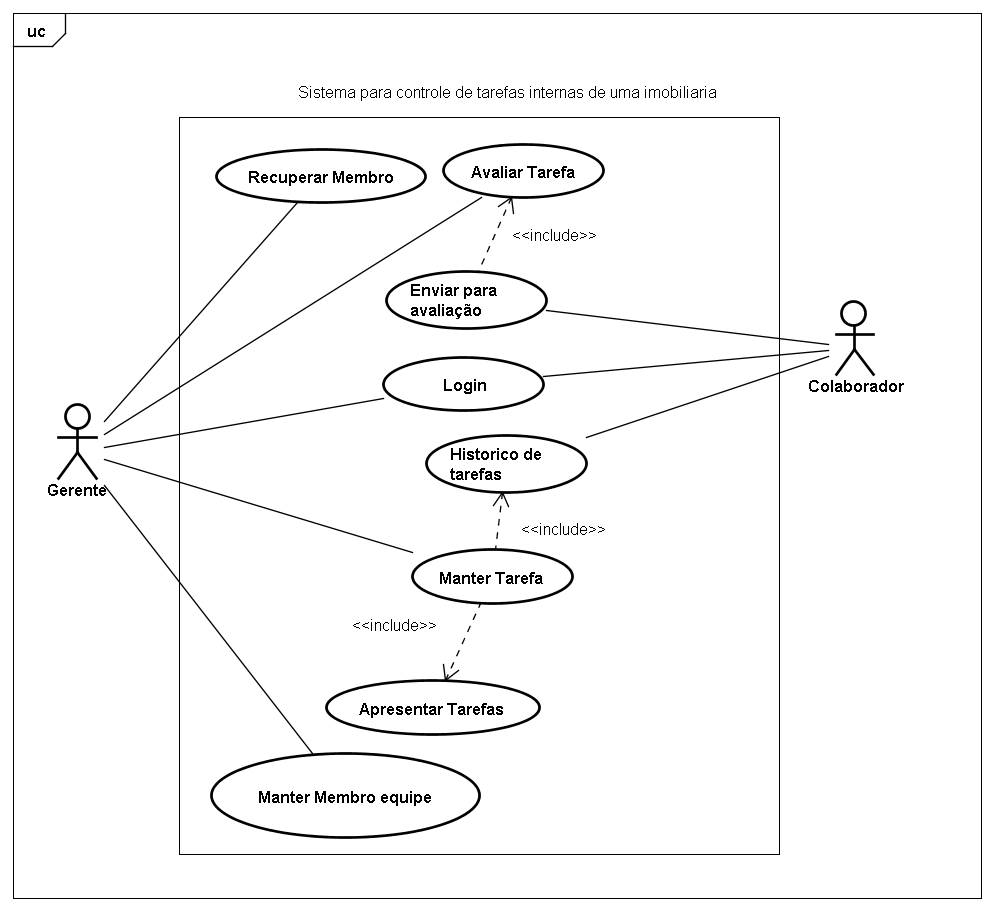 uc
Sistema para controle de tarefas internas de uma imobiliaria
Recuperar Membro
Avaliar Tarefa
<<include>>
Enviar para
avaliação
Login
Colaborador
Historico de
tarefas
Gerente
<<include>>
Manter Tarefa
<<include>>
Apresentar Tarefas
Manter Membro equipe